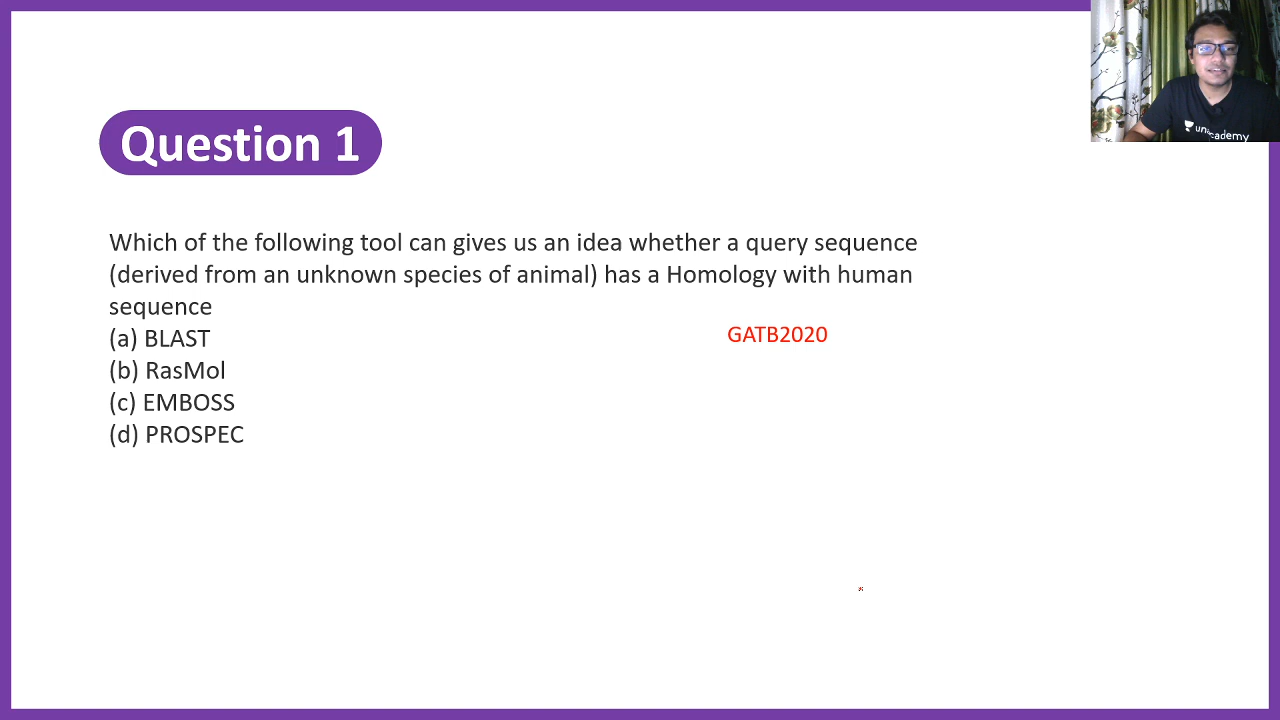 Question 1
Which of the following tool can gives us an idea whether a query sequence
(derived from an unknown species of animal) has a Homology with human
sequence
(a) BLAST
GATB2020
(b) RasMol
(c) EMBOSS
(d) PROSPEC
unacademy